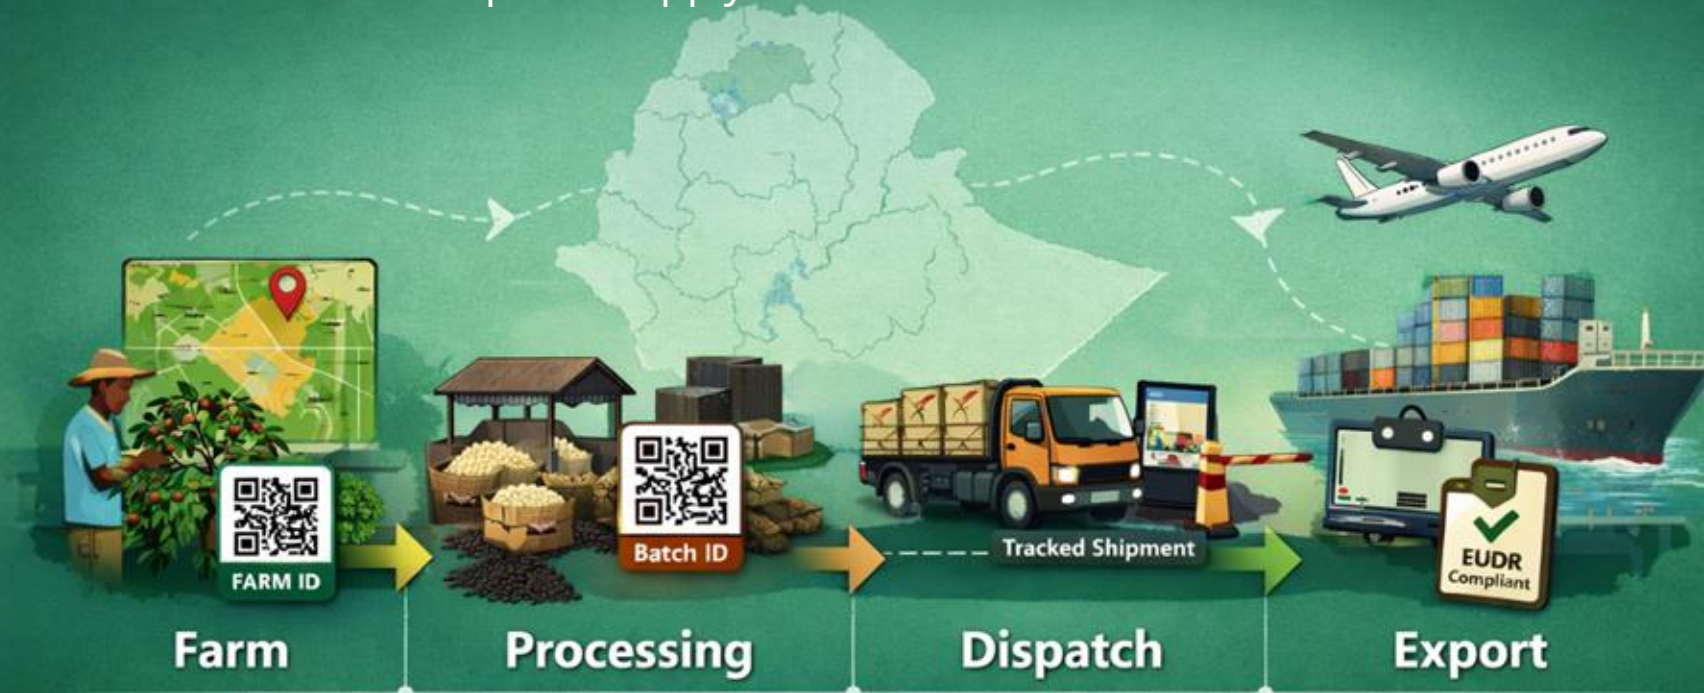 FARM ID
Batch ID
Tracked Shipment
EUDR
Compliant
Farm
Processing
Dispatch
Export